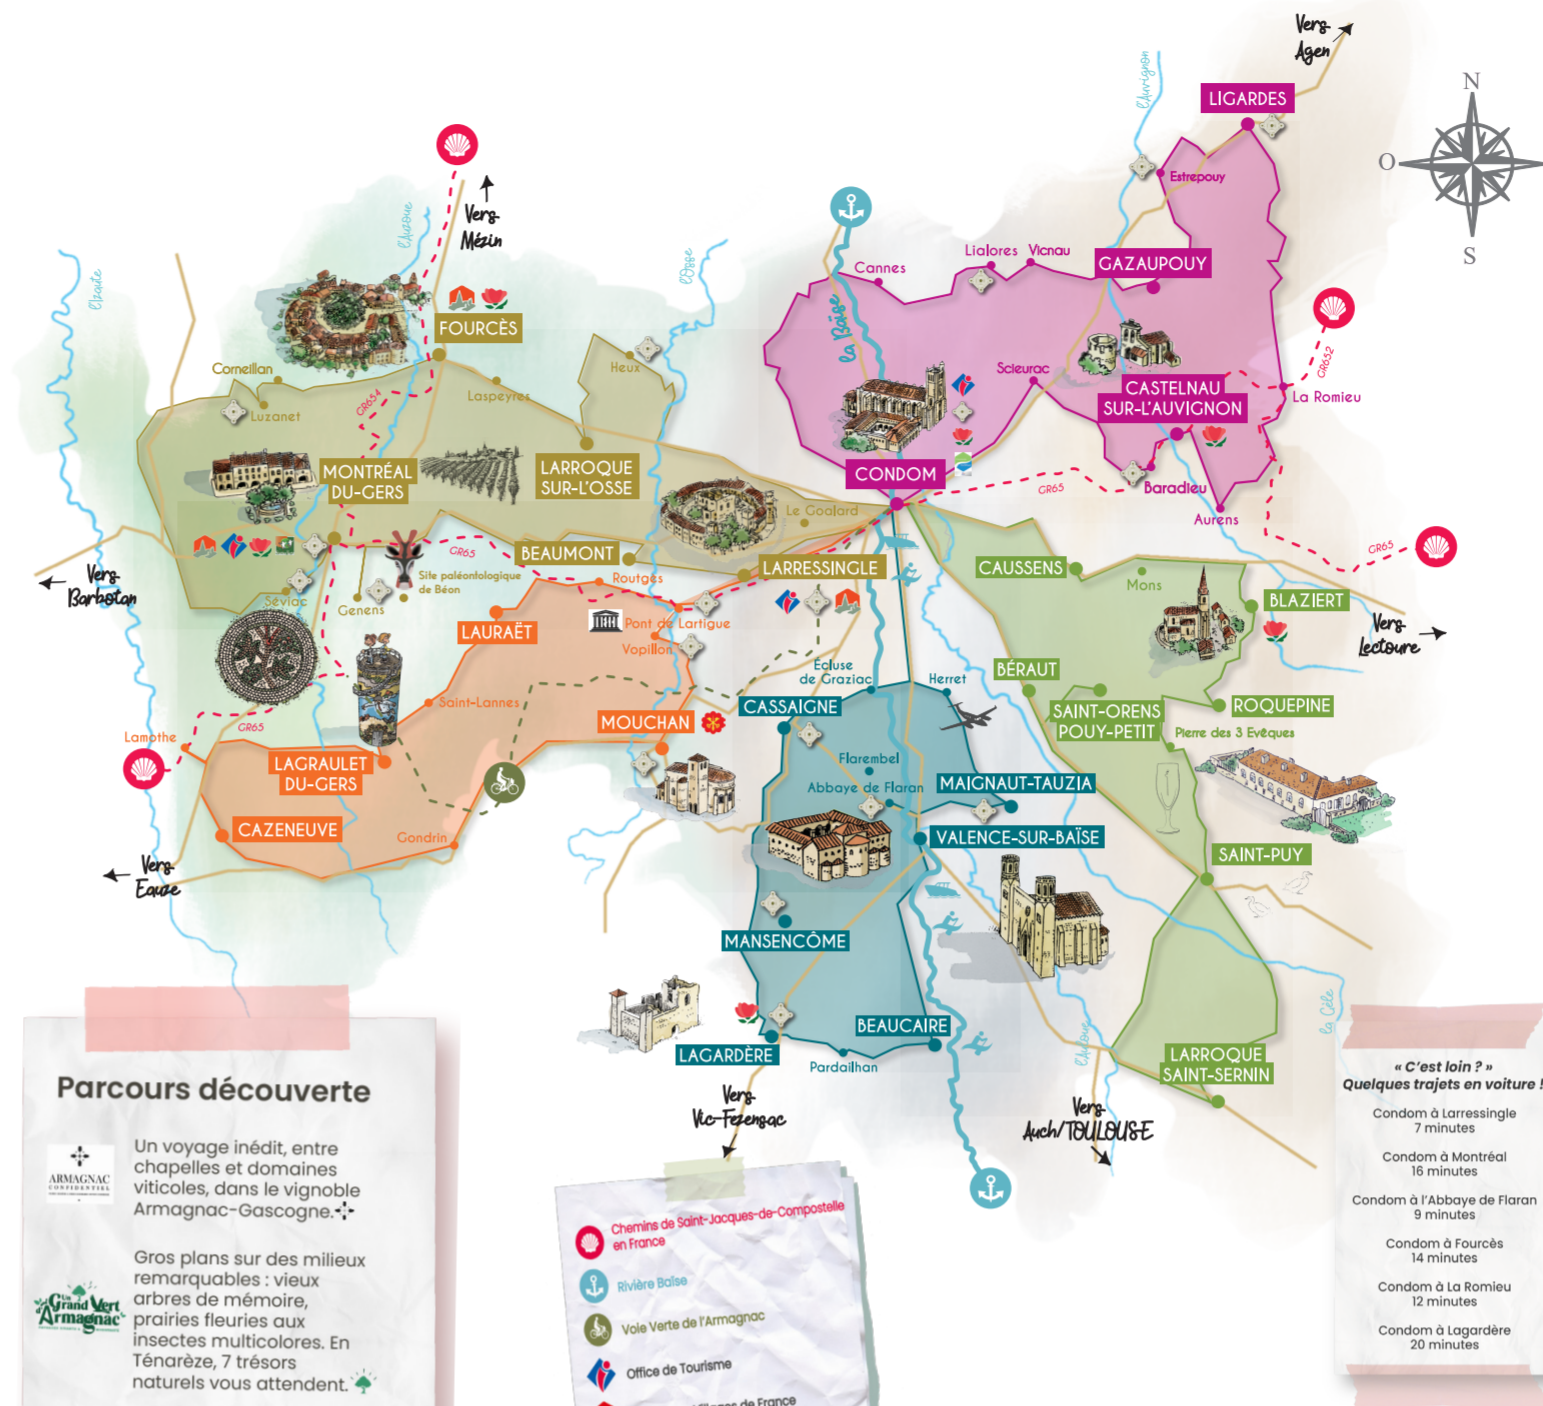 Vers
Agen
N
O
S
l'Auvignon
LIGARDES
Estrepouy
Vers
Mézin
l'Auzoue
l'Izaute
l'Osse
Cannes
Lialores
Vicnau
GAZAUPOUY
la Baïse
FOURCÈS
Corneillan
Luzanet
Laspeyres
Heux
Scieurac
GR652
CASTELNAU
SUR-L'AUVIGNON
La Romieu
MONTRÉAL
DU-GERS
LARROQUE
SUR-L'OSSE
CONDOM
GR65
Baradieu
Aurens
Le Goalard
BEAUMONT
GR65
LARRESSINGLE
GR65
Vers
Barbotan
Site paléontologique
de Béon
Routges
Séviac
Genens
CAUSSENS
Mons
BLAZIERT
Vers
Lectoure
LAURAËT
Pont de Lartigue
Vopillon
Écluse
de Graziac
Herret
BÉRAUT
SAINT-ORENS
POUY-PETIT
ROQUEPINE
Pierre des 3 Evêques
Saint-Lannes
CASSAIGNE
MOUCHAN
GR65
Lamothe
LAGRAULET
DU-GERS
Flarembel
Abbaye de Flaran
MAIGNAUT-TAUZIA
VALENCE-SUR-BAÏSE
CAZENEUVE
Gondrin
Vers
Eauze
SAINT-PUY
MANSENCÔME
LAGARDÈRE
BEAUCAIRE
Pardailhan
la Gèle
LARROQUE
SAINT-SERNIN
Vers
Vic-Fezensac
Vers
Auch/TOULOUSE
Parcours découverte
ARMAGNAC
CONFIDENTIEL
Un voyage inédit, entre
chapelles et domaines
viticoles, dans le vignoble
Armagnac-Gascogne.
Un
Grand Vert
d'Armagnac
Gros plans sur des milieux
remarquables : vieux
arbres de mémoire,
prairies fleuries aux
insectes multicolores. En
Ténarèze, 7 trésors
naturels vous attendent.
Chemins de Saint-Jacques-de-Compostelle
en France
Rivière Baïse
Voie Verte de l'Armagnac
Office de Tourisme
« C'est loin ? »
Quelques trajets en voiture !
Condom à Larressingle
7 minutes
Condom à Montréal
16 minutes
Condom à l'Abbaye de Flaran
9 minutes
Condom à Fourcès
14 minutes
Condom à La Romieu
12 minutes
Condom à Lagardère
20 minutes